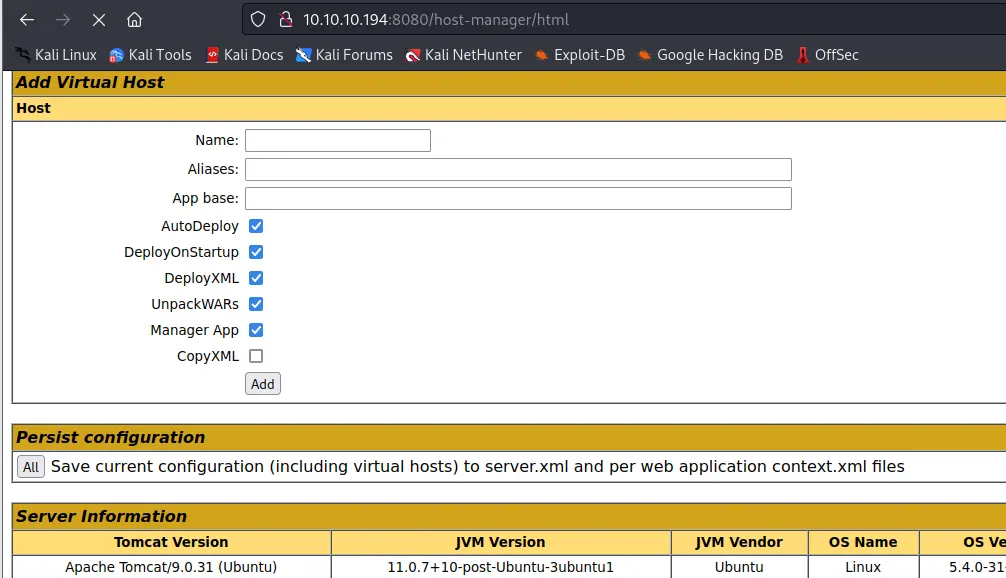 10.10.10.194:8080/host-manager/html
Kali Linux Kali Tools Kali Docs Kali Forums Kali NetHunter Exploit-DB Google Hacking DB OffSec
Add Virtual Host
Host
Name:
Aliases:
App base:
AutoDeploy
DeployOnStartup
DeployXML
UnpackWARs
Manager App
CopyXML
Add
Persist configuration
All Save current configuration (including virtual hosts) to server.xml and per web application context.xml files
Server Information
Tomcat Version JVM Version JVM Vendor OS Name OS Ve
Apache Tomcat/9.0.31 (Ubuntu) 11.0.7+10-post-Ubuntu-3ubuntu1 Ubuntu Linux 5.4.0-31